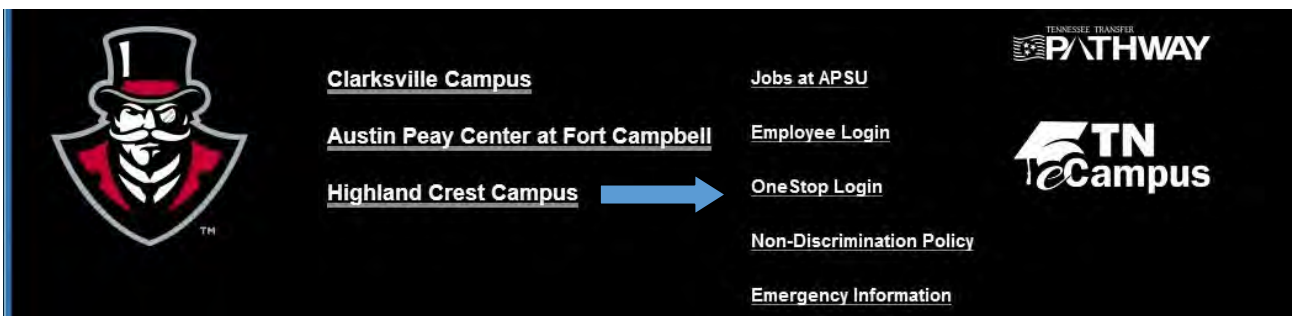 Clarksville Campus
Austin Peay Center at Fort Campbell
Highland Crest Campus
Jobs at APSU
Employee Login
OneStop Login
Non-Discrimination Policy
Emergency Information
TENNESSEE TRANSFER
PATHWAY
TN
eCampus
TM